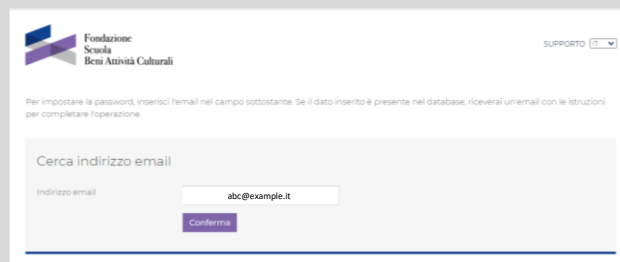 Fondazione
Scuola
Beni Attività Culturali
SUPPORTO IT
Per impostare la password, inserisci l'email nel campo sottostante. Se il dato inserito è presente nel database, riceverai un'email con le istruzioni
per completare l'operazione.
Cerca indirizzo email
Indirizzo email abc@example.it
Conferma